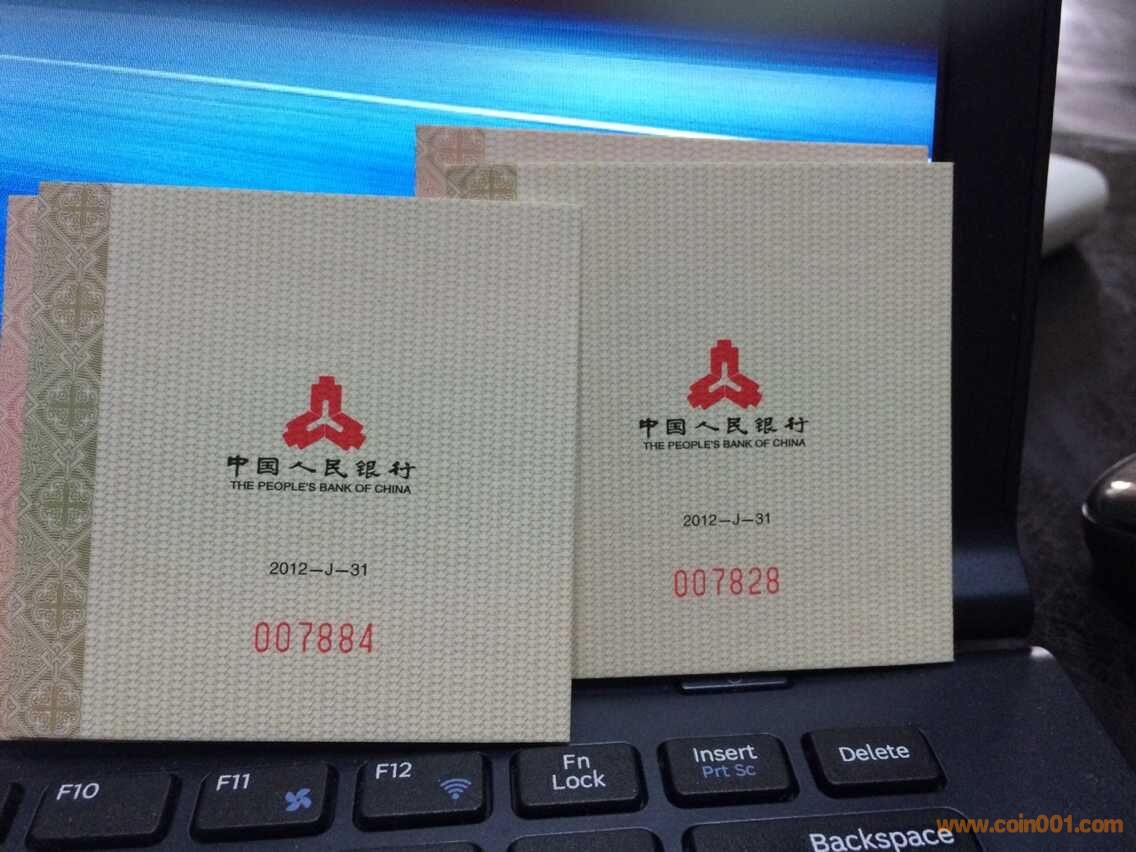 中国人民银行
THE PEOPLE'S BANK OF CHINA
2012—J—31
007884
中国人民银行
THE PEOPLE'S BANK OF CHINA
2012—J—31
007828
F10
F11
F12
Fn
Lock
Insert
Prt Sc
Delete
Backspace
www.coin001.com